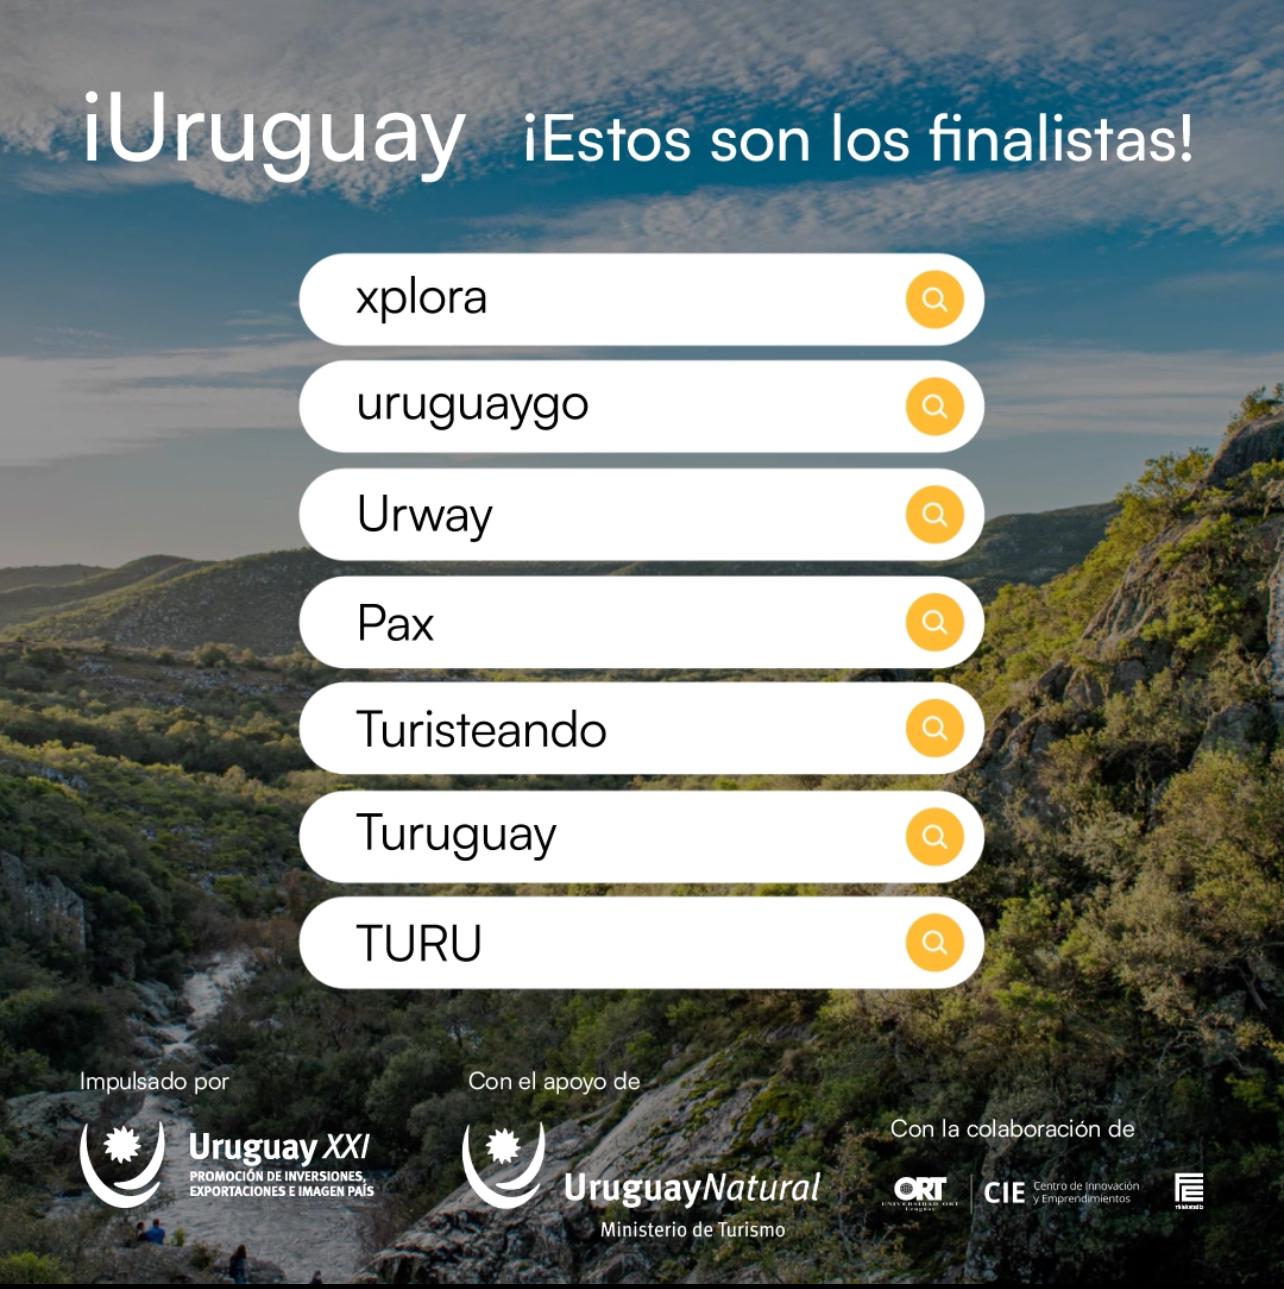 iUruguay ¡Estos son los finalistas!
xplora
uruguaygo
Urway
Pax
Turisteando
Turuguay
TURU
Impulsado por
Uruguay XXI
PROMOCIÓN DE INVERSIONES,
EXPORTACIONES E IMAGEN PAÍS
Con el apoyo de
UruguayNatural
Ministerio de Turismo
Con la colaboración de
ORT
UNIVERSIDAD ORT
Uruguay
CIE Centro de Innovación
y Emprendimientos